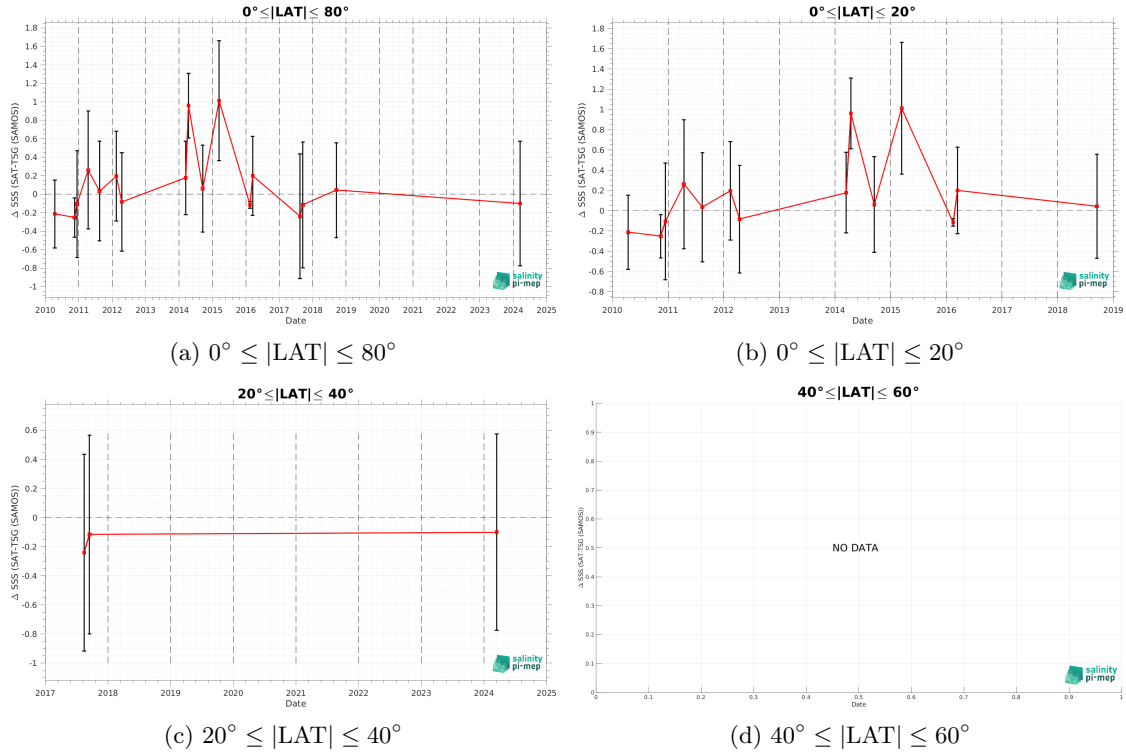 0°≤|LAT|≤ 80°
Δ SSS (SAT-TSG (SAMOS))
1.8
1.6
1.4
1.2
1
0.8
0.6
0.4
0.2
0
-0.2
-0.4
-0.6
-0.8
-1
2010 2011 2012 2013 2014 2015 2016 2017 2018 2019 2020 2021 2022 2023 2024 2025
Date
salinity
pi-mep
(a) 0° ≤ |LAT| ≤ 80°
0°≤|LAT|≤ 20°
Δ SSS (SAT-TSG (SAMOS))
1.8
1.6
1.4
1.2
1
0.8
0.6
0.4
0.2
0
-0.2
-0.4
-0.6
-0.8
2010 2011 2012 2013 2014 2015 2016 2017 2018 2019
Date
salinity
pi-mep
(b) 0° ≤ |LAT| ≤ 20°
20°≤|LAT|≤ 40°
Δ SSS (SAT-TSG (SAMOS))
0.6
0.4
0.2
0
-0.2
-0.4
-0.6
-0.8
-1
2017 2018 2019 2020 2021 2022 2023 2024 2025
Date
salinity
pi-mep
(c) 20° ≤ |LAT| ≤ 40°
40°≤|LAT|≤ 60°
Δ SSS (SAT-TSG (SAMOS))
1
0.9
0.8
0.7
0.6
0.5
0.4
0.3
0.2
0.1
0
NO DATA
0 0.1 0.2 0.3 0.4 0.5 0.6 0.7 0.8 0.9 1
Date
salinity
pi-mep
(d) 40° ≤ |LAT| ≤ 60°